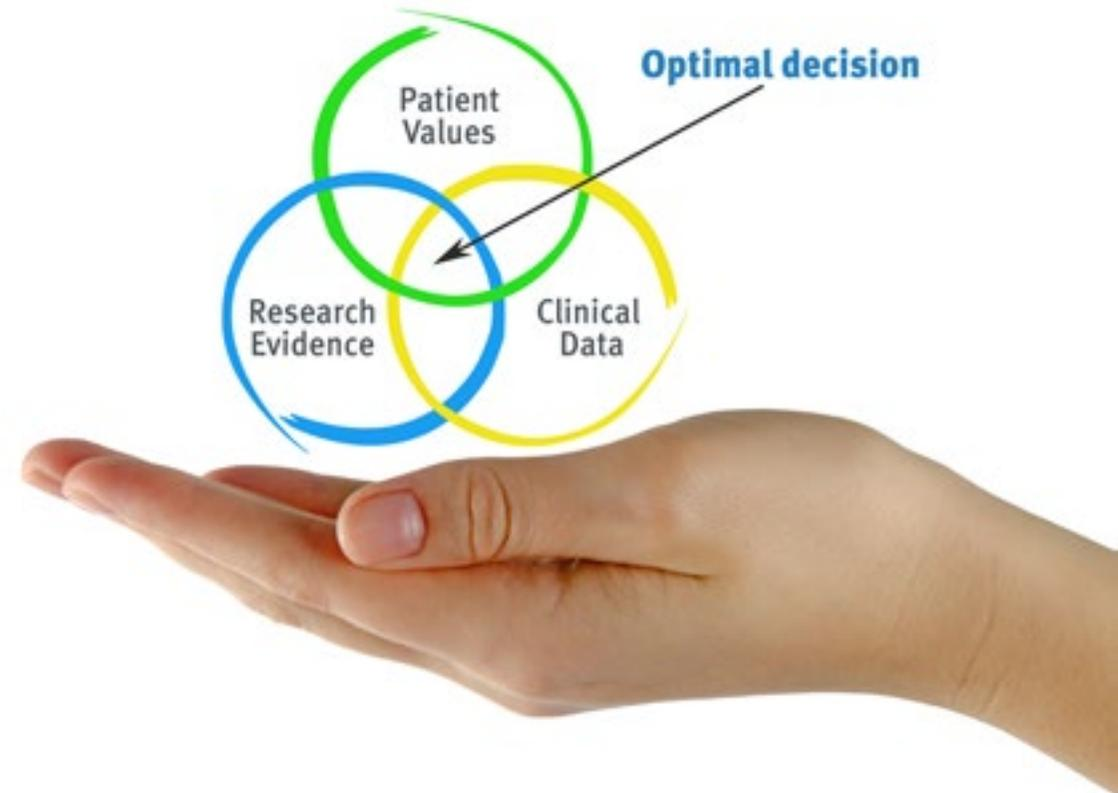 Optimal decision
Patient
Values
Research
Evidence
Clinical
Data